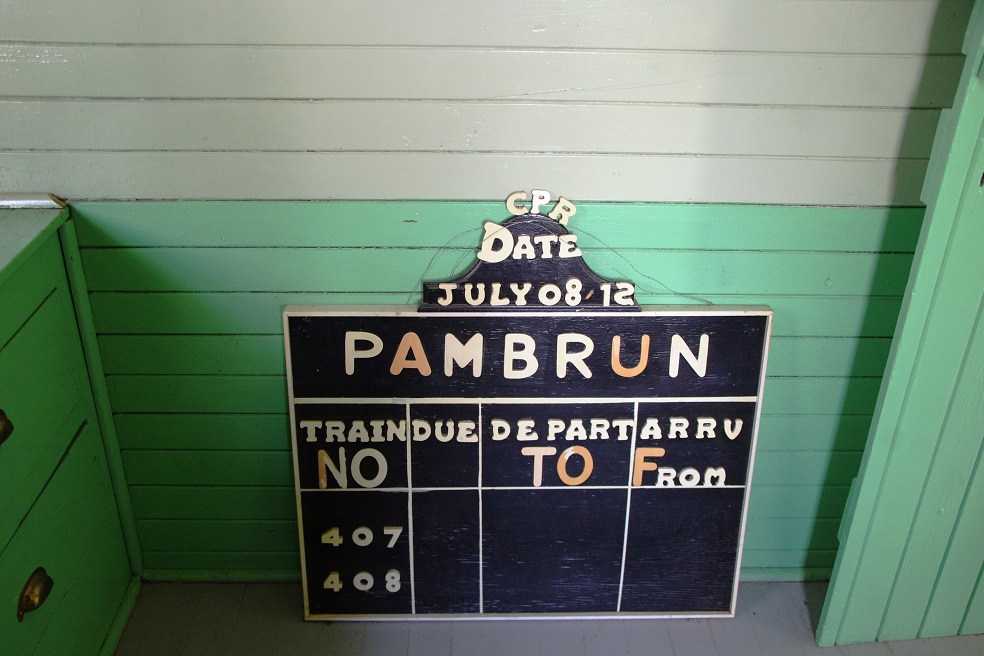 CPR
DATE
JULY 08 12
PAMBRUN
TRAIN DUE DEPART ARRV
NO TO FROM
407
408